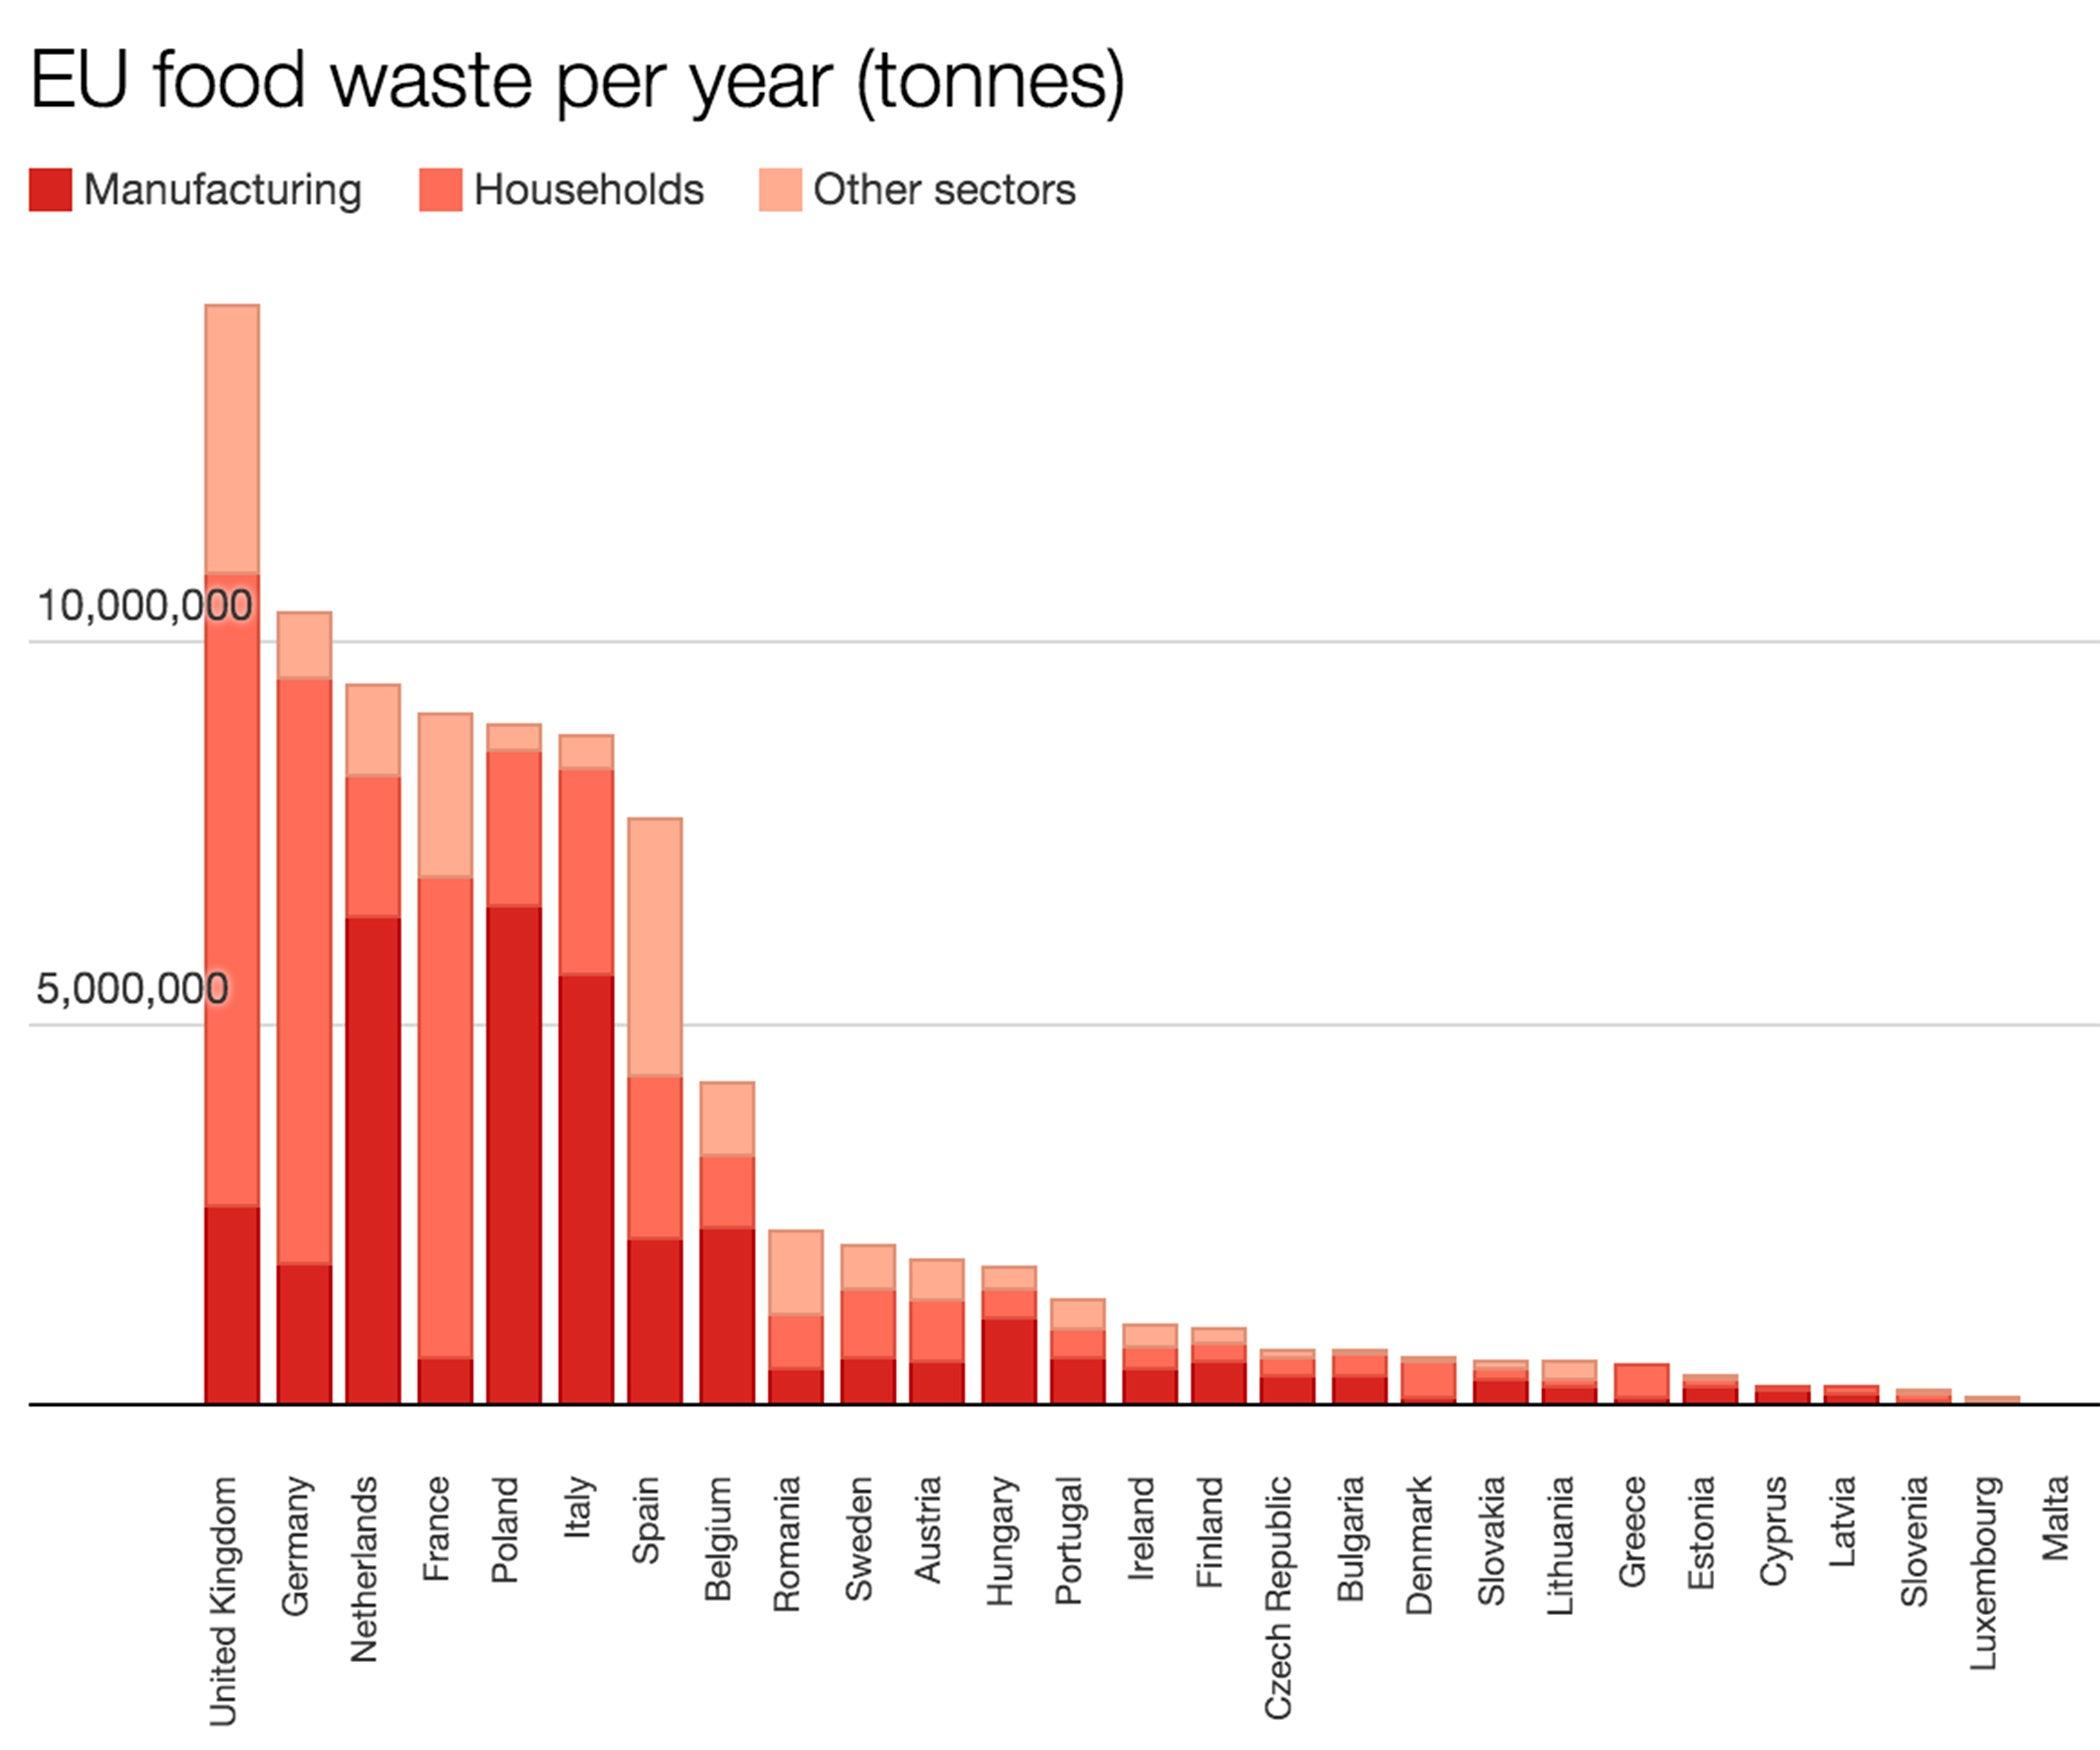 EU food waste per year (tonnes)
Manufacturing Households Other sectors
10,000,000
5,000,000
United Kingdom
Germany
Netherlands
France
Poland
Italy
Spain
Belgium
Romania
Sweden
Austria
Hungary
Portugal
Ireland
Finland
Czech Republic
Bulgaria
Denmark
Slovakia
Lithuania
Greece
Estonia
Cyprus
Latvia
Slovenia
Luxembourg
Malta